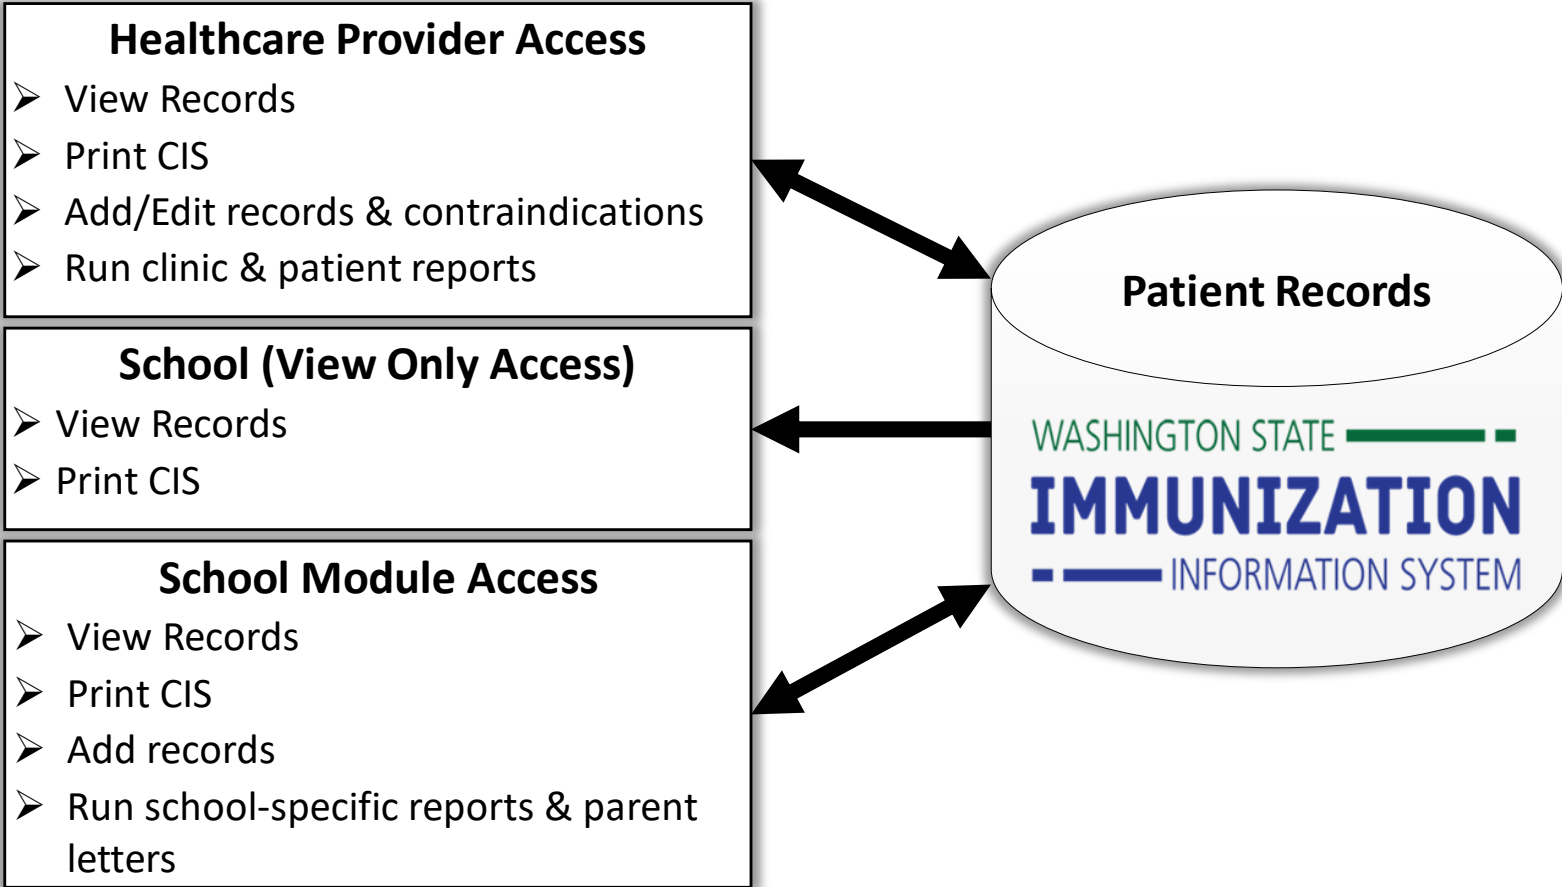 Healthcare Provider Access
➢ View Records
➢ Print CIS
➢ Add/Edit records & contraindications
➢ Run clinic & patient reports
School (View Only Access)
➢ View Records
➢ Print CIS
School Module Access
➢ View Records
➢ Print CIS
➢ Add records
➢ Run school-specific reports & parent
letters
Patient Records
WASHINGTON STATE
IMMUNIZATION
INFORMATION SYSTEM